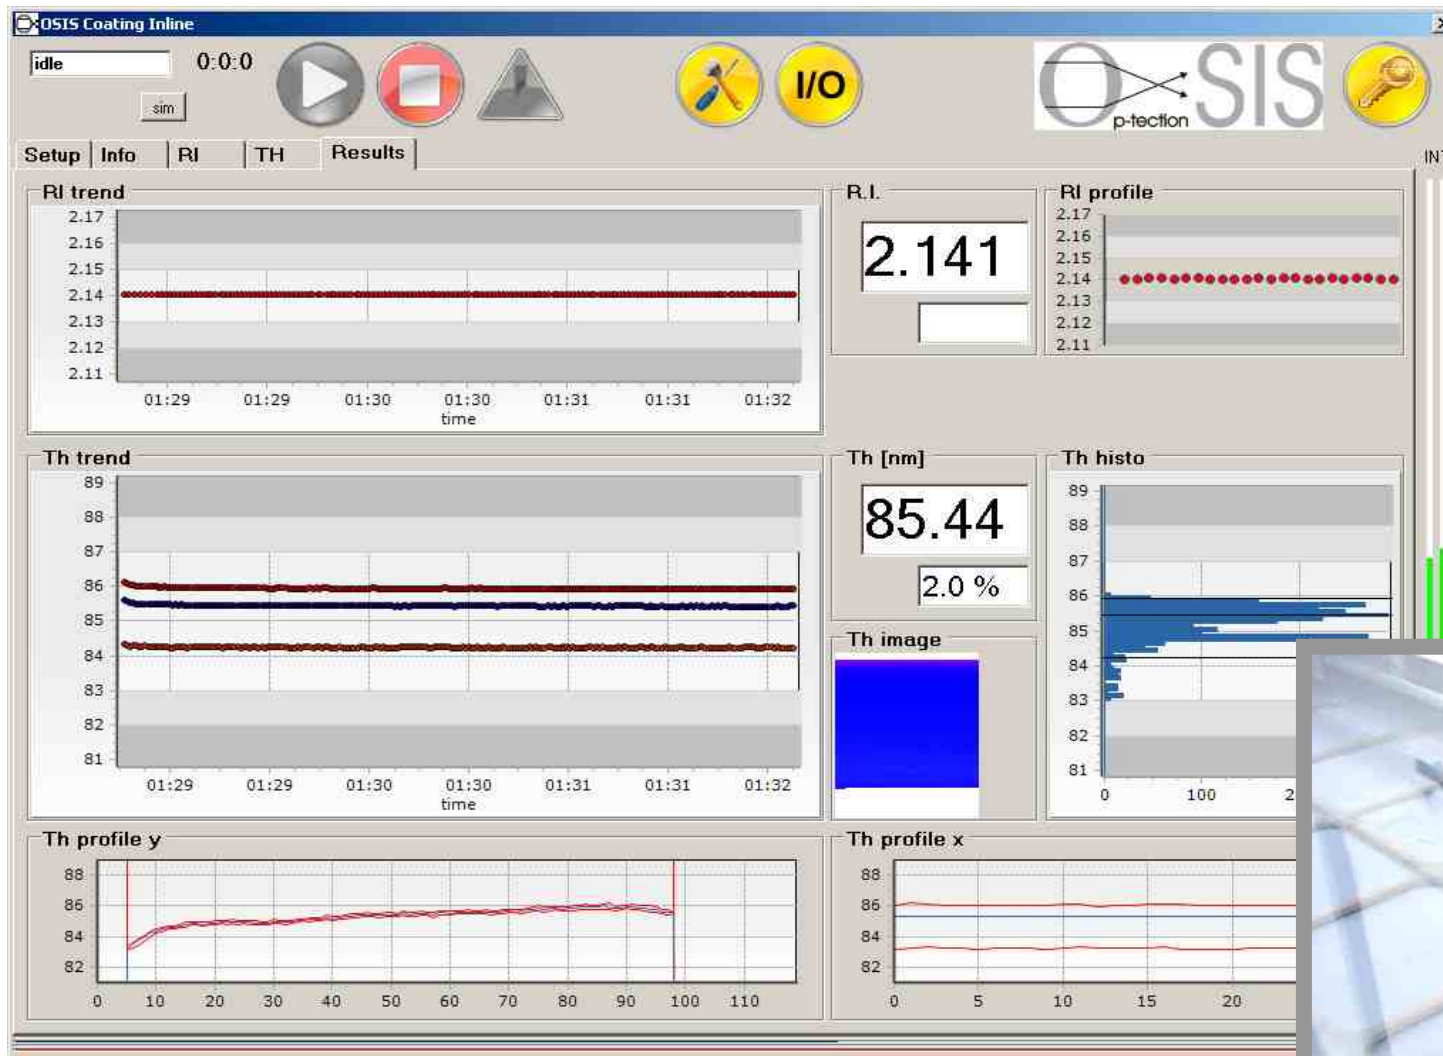 OSIS Coating Inline
idle 0:0:0
sim
I/O
OSIS
p-tection
Setup Info RI TH Results
INT
RI trend
2.17
2.16
2.15
2.14
2.13
2.12
2.11
01:29 01:29 01:30 01:30 01:31 01:31 01:32
time
R.I.
2.141
RI profile
2.17
2.16
2.15
2.14
2.13
2.12
2.11
Th trend
89
88
87
86
85
84
83
82
81
01:29 01:29 01:30 01:30 01:31 01:31 01:32
time
Th [nm]
85.44
2.0 %
Th image
Th histo
89
88
87
86
85
84
83
82
81
0 100 2
Th profile y
88
86
84
82
0 10 20 30 40 50 60 70 80 90 100 110
Th profile x
88
86
84
82
0 5 10 15 20